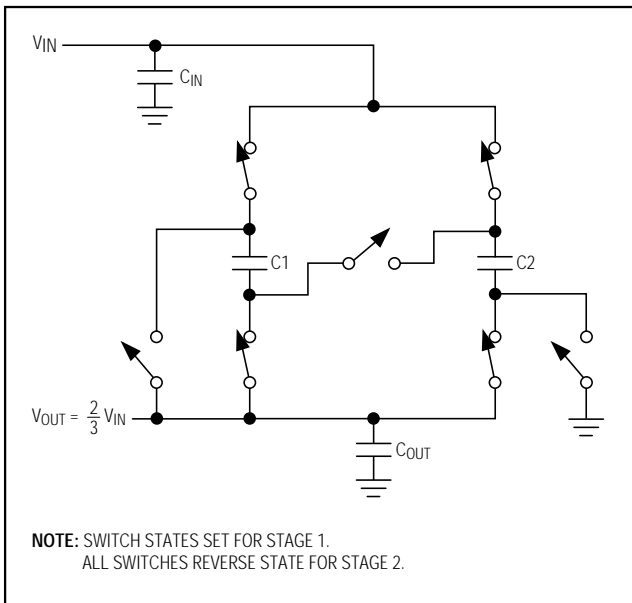 VIN
CIN
C1
C2
VOUT = 2/3 VIN
COUT
NOTE: SWITCH STATES SET FOR STAGE 1.
ALL SWITCHES REVERSE STATE FOR STAGE 2.